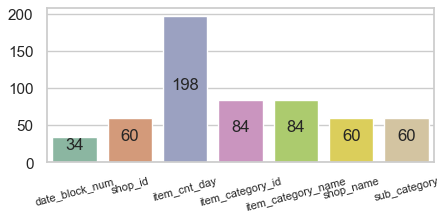 200
150
100
50
0
34
60
198
84
84
60
60
date_block_num
shop_id
item_cnt_day
item_category_id
item_category_name
shop_name
sub_category